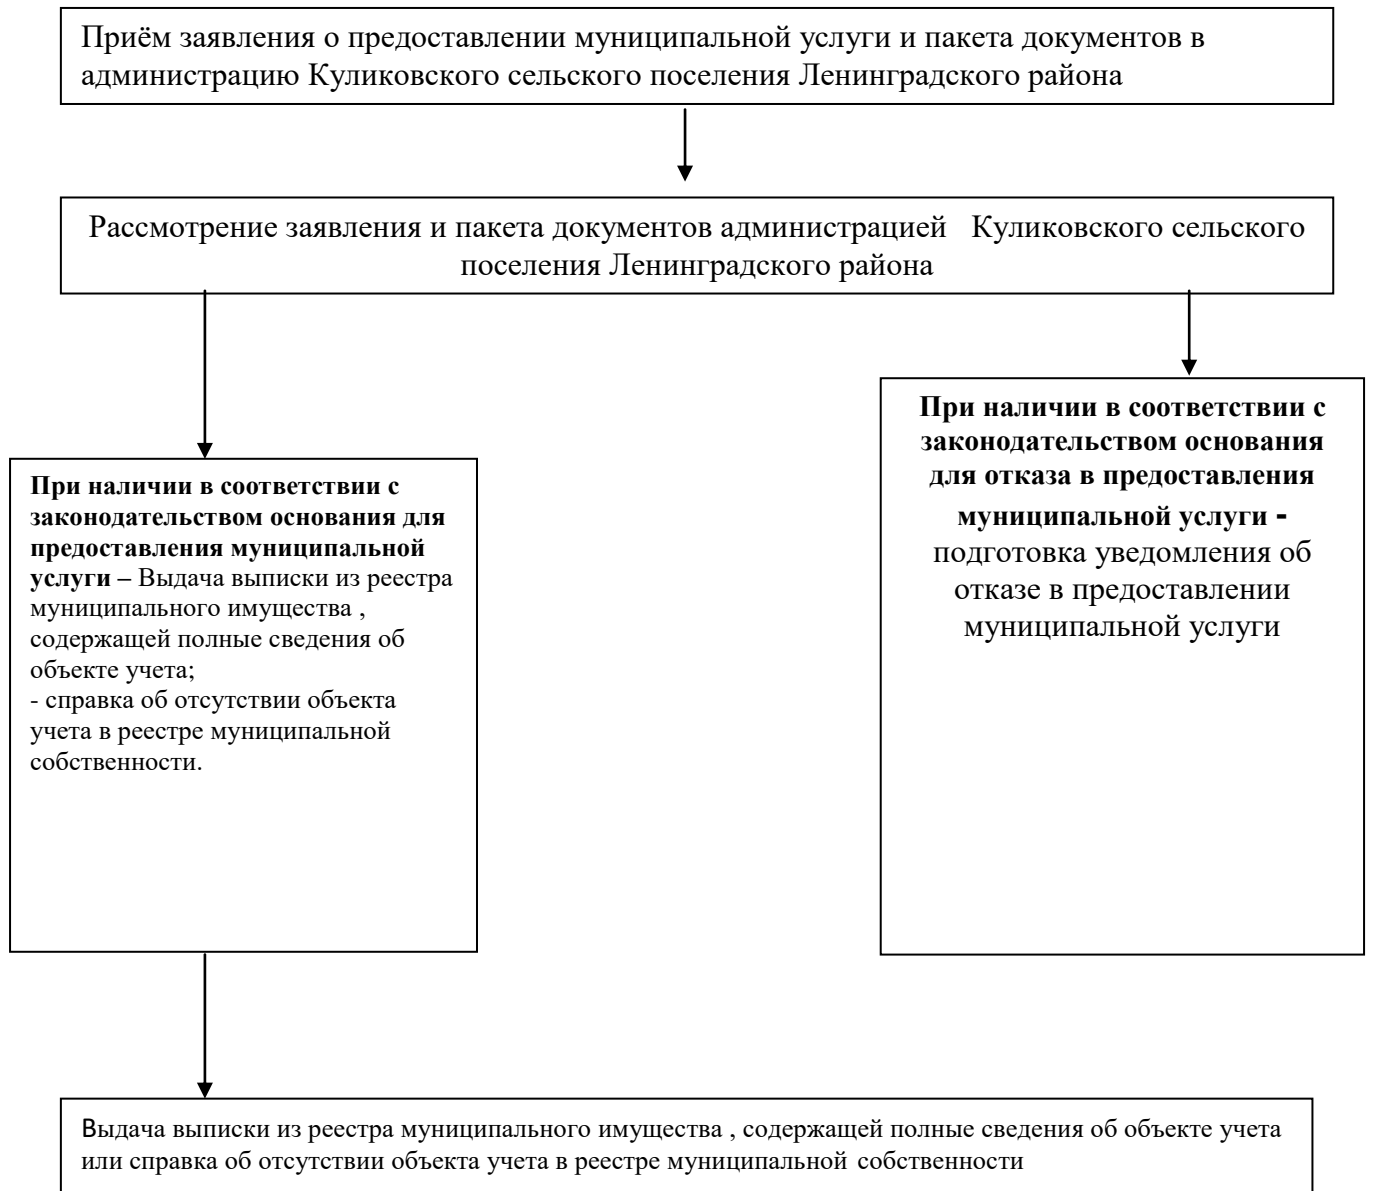 Приём заявления о предоставлении муниципальной услуги и пакета документов в
администрацию Куликовского сельского поселения Ленинградского района
Рассмотрение заявления и пакета документов администрацией Куликовского сельского
поселения Ленинградского района
При наличии в соответствии с
законодательством основания для
предоставления муниципальной
услуги – Выдача выписки из реестра
муниципального имущества ,
содержащей полные сведения об
объекте учета;
- справка об отсутствии объекта
учета в реестре муниципальной
собственности.
При наличии в соответствии с
законодательством основания
для отказа в предоставления
муниципальной услуги -
подготовка уведомления об
отказе в предоставлении
муниципальной услуги
Выдача выписки из реестра муниципального имущества , содержащей полные сведения об объекте учета
или справка об отсутствии объекта учета в реестре муниципальной собственности